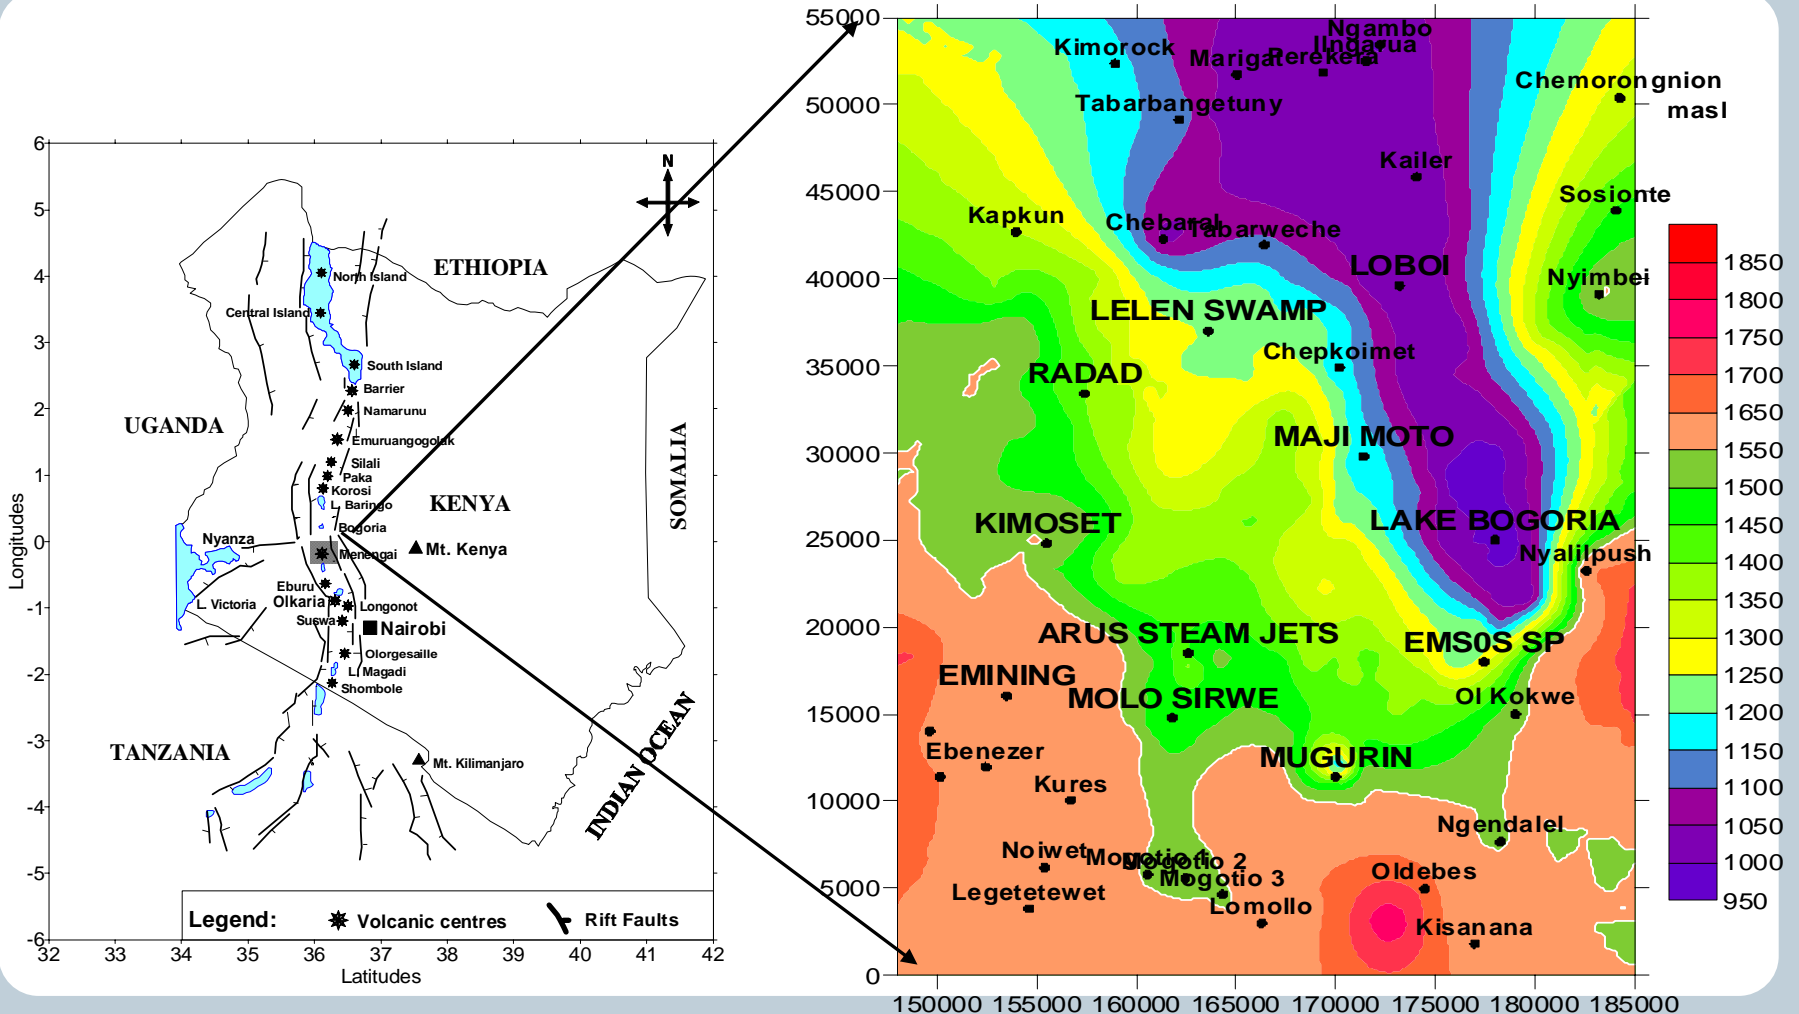 6
5
4
3
2
1
0
-1
-2
-3
-4
-5
-6
32
33
34
35
36
37
38
39
40
41
42
Longitudes
Latitudes
N
ETHIOPIA
UGANDA
KENYA
SOMALIA
TANZANIA
INDIAN OCEAN
North Island
Central Island
South Island
Barrier
Namarunu
Emuruangogolak
Silali
Paka
Korosi
L. Baringo
Bogoria
Nyanza
Menengai
Mt. Kenya
Eburu
Olkaria
L. Victoria
Longonot
Suswa
Nairobi
Olorgesaille
L. Magadi
Shombole
Mt. Kilimanjaro
Legend:
Volcanic centres
Rift Faults
55000
50000
45000
40000
35000
30000
25000
20000
15000
10000
5000
0
150000
155000
160000
165000
170000
175000
180000
185000
Ngambo
Kimorock
Marigat
Perekera
Chemorongnion
masl
Tabarbangetuny
Kailer
Sosionte
Kapkun
Chebaral
Tabarweche
LOBOI
Nyimbei
LELEN SWAMP
Chepkoimet
RADAD
MAJI MOTO
KIMOSET
LAKE BOGORIA
Nyalilpush
ARUS STEAM JETS
EMS0S SP
EMINING
MOLO SIRWE
Ol Kokwe
Ebenezer
MUGURIN
Kures
Ngendalel
Noiwet
Mogotio 1
Mogotio 2
Mogotio 3
Oldebes
Legetetewet
Lomollo
Kisanana
1850
1800
1750
1700
1650
1550
1500
1450
1400
1350
1300
1250
1200
1150
1100
1050
1000
950